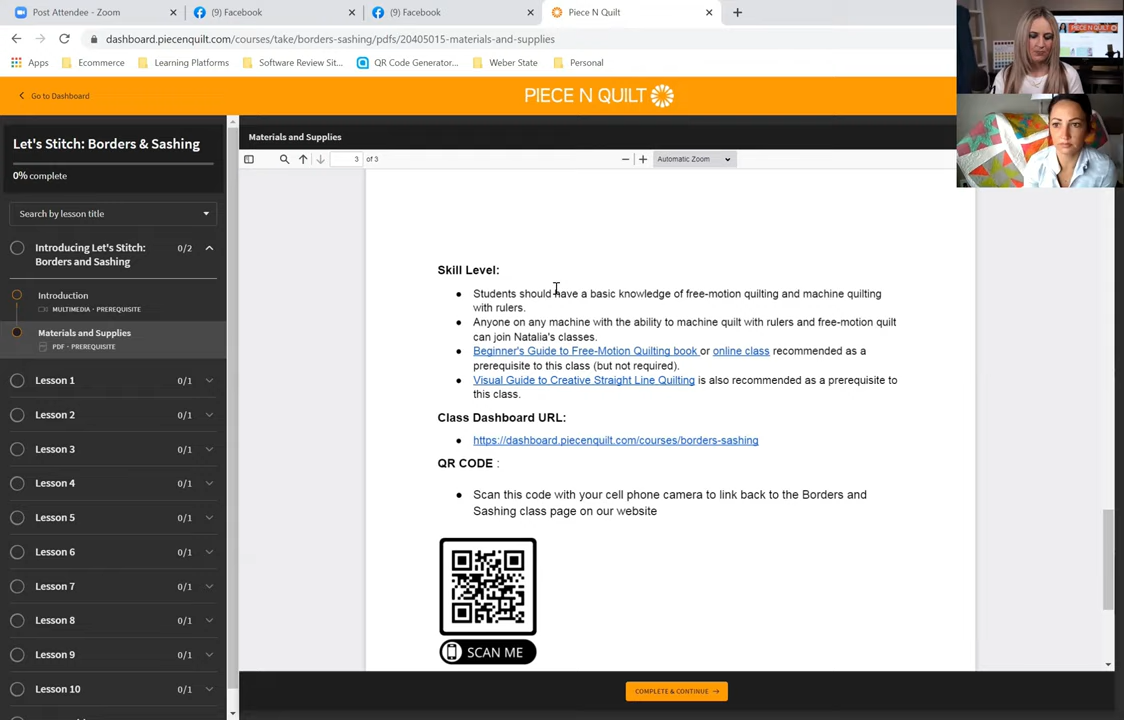 Post Attendee - Zoom
(9) Facebook
(9) Facebook
Piece N Quilt
dashboard.piecenquilt.com/courses/take/borders-sashing/pdfs/20405015-materials-and-supplies
Apps
Ecommerce
Learning Platforms
Software Review Sit...
QR Code Generator...
Weber State
Personal
Go to Dashboard
PIECE N QUILT
Let's Stitch: Borders & Sashing
0% complete
Search by lesson title
Introducing Let's Stitch: 0/2
Borders and Sashing
Introduction
MULTIMEDIA · PREREQUISITE
Materials and Supplies
PDF · PREREQUISITE
Lesson 1 0/1
Lesson 2 0/1
Lesson 3 0/1
Lesson 4 0/1
Lesson 5 0/1
Lesson 6 0/1
Lesson 7 0/1
Lesson 8 0/1
Lesson 9 0/1
Lesson 10 0/1
Materials and Supplies
3 of 3
Automatic Zoom
Skill Level:
● Students should have a basic knowledge of free-motion quilting and machine quilting
with rulers.
● Anyone on any machine with the ability to machine quilt with rulers and free-motion quilt
can join Natalia's classes.
● Beginner's Guide to Free-Motion Quilting book or online class recommended as a
prerequisite to this class (but not required).
● Visual Guide to Creative Straight Line Quilting is also recommended as a prerequisite to
this class.
Class Dashboard URL:
● https://dashboard.piecenquilt.com/courses/borders-sashing
QR CODE :
● Scan this code with your cell phone camera to link back to the Borders and
Sashing class page on our website
SCAN ME
COMPLETE & CONTINUE →